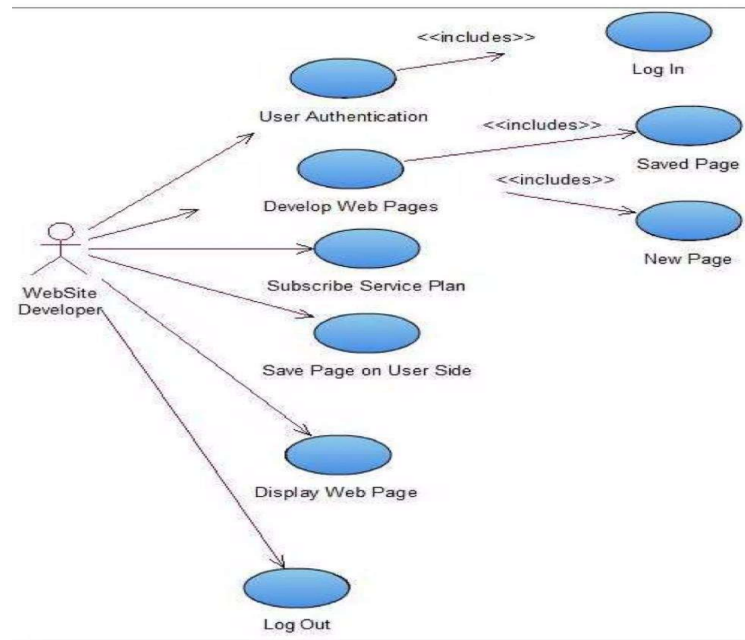 <<includes>>
Log In
User Authentication
<<includes>>
Saved Page
<<includes>>
Develop Web Pages
New Page
Subscribe Service Plan
WebSite
Developer
Save Page on User Side
Display Web Page
Log Out